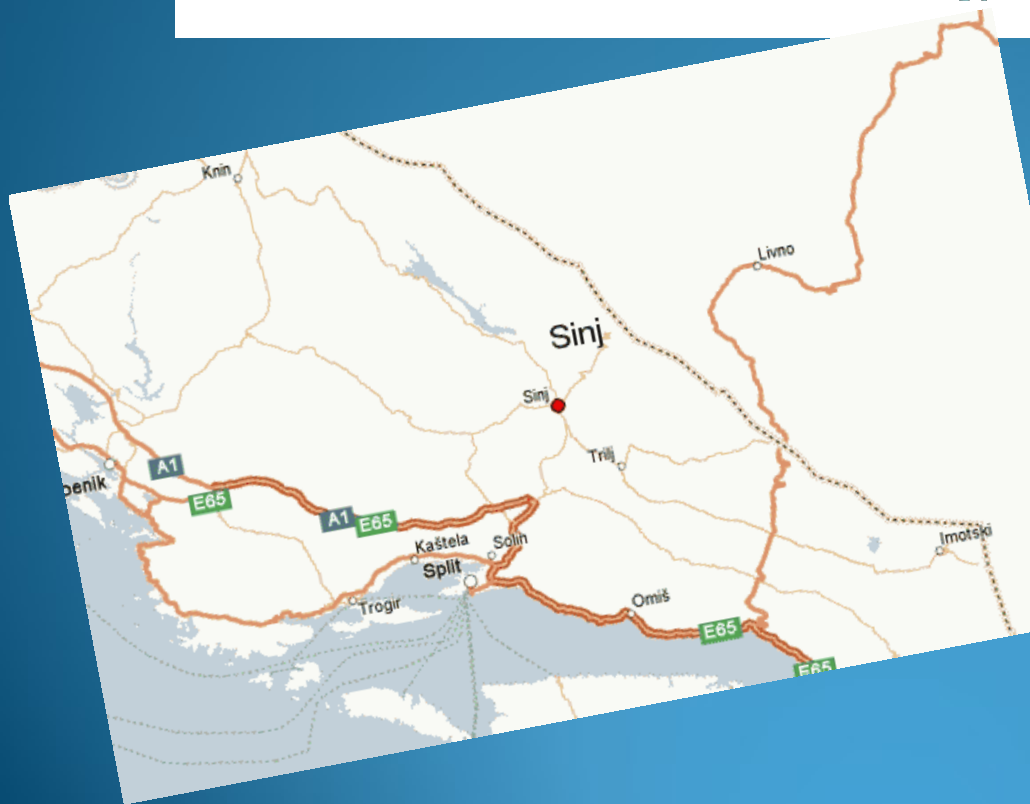 Knin
Livno
Sinj
Sinj
Trilj
A1
E65
A1
E65
Kaštela
Solin
Split
Imotski
Trogir
Omiš
E65
E65